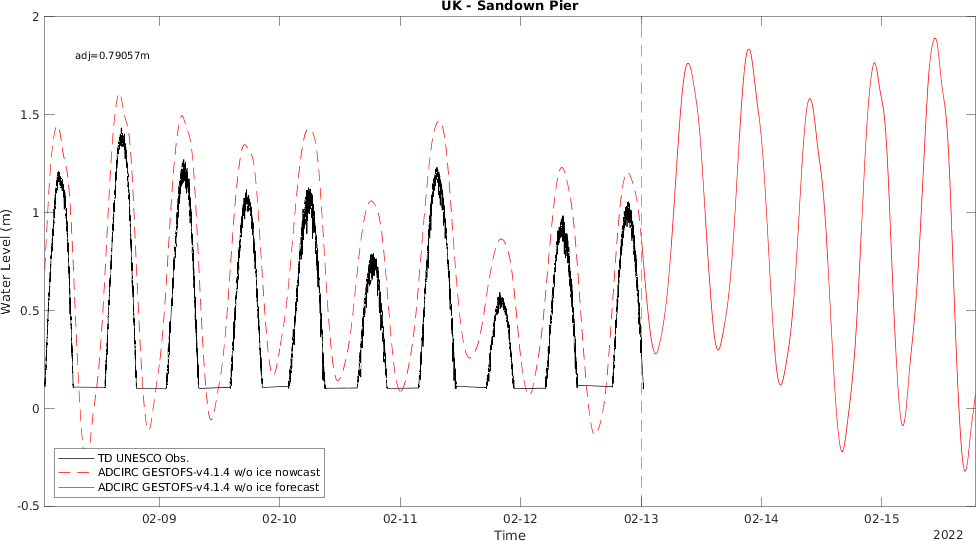 UK - Sandown Pier
2
adj=0.79057m
1.5
1
0.5
0
-0.5
Water Level (m)
TD UNESCO Obs.
ADCIRC GESTOFS-v4.1.4 w/o ice nowcast
ADCIRC GESTOFS-v4.1.4 w/o ice forecast
02-09 02-10 02-11 02-12 02-13 02-14 02-15
Time
2022